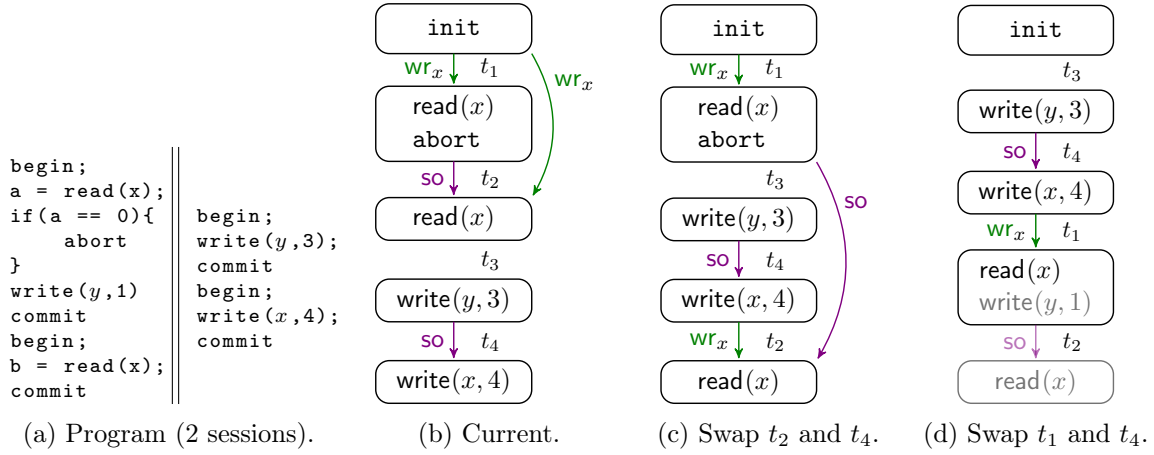 begin;
a = read(x);
if(a == 0){
abort
}
write(y,1)
commit
begin;
b = read(x);
commit
begin;
write(y,3);
commit
begin;
write(x,4);
commit
(a) Program (2 sessions).
init
wr_x
t_1
wr_x
read(x)
abort
so
t_2
read(x)
t_3
write(y, 3)
so
t_4
write(x, 4)
(b) Current.
init
wr_x
t_1
read(x)
abort
t_3
so
write(y, 3)
so
t_4
write(x, 4)
wr_x
t_2
read(x)
(c) Swap t_2 and t_4.
init
t_3
write(y, 3)
so
t_4
write(x, 4)
wr_x
t_1
read(x)
write(y, 1)
so
t_2
read(x)
(d) Swap t_1 and t_4.